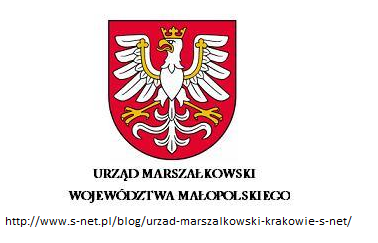 URZĄD MARSZAŁKOWSKI
WOJEWÓDZTWA MAŁOPOLSKIEGO
http://www.s-net.pl/blog/urzad-marszalkowski-krakowie-s-net/